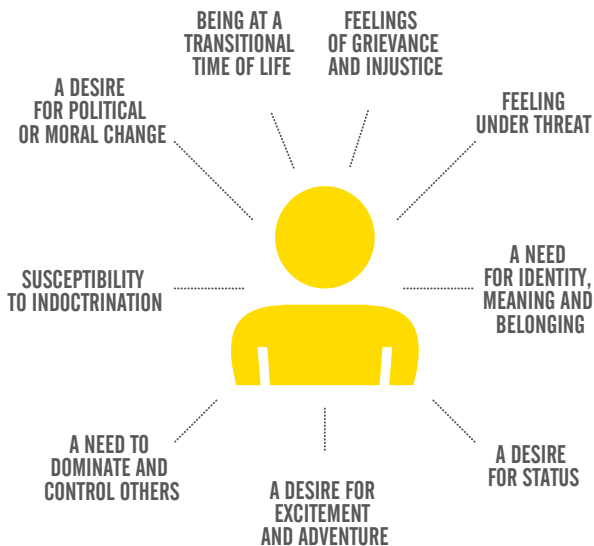 BEING AT A
TRANSITIONAL
TIME OF LIFE
FEELINGS
OF GRIEVANCE
AND INJUSTICE
A DESIRE
FOR POLITICAL
OR MORAL CHANGE
FEELING
UNDER THREAT
SUSCEPTIBILITY
TO INDOCTRINATION
A NEED
FOR IDENTITY,
MEANING AND
BELONGING
A NEED TO
DOMINATE AND
CONTROL OTHERS
A DESIRE FOR
EXCITEMENT
AND ADVENTURE
A DESIRE
FOR STATUS